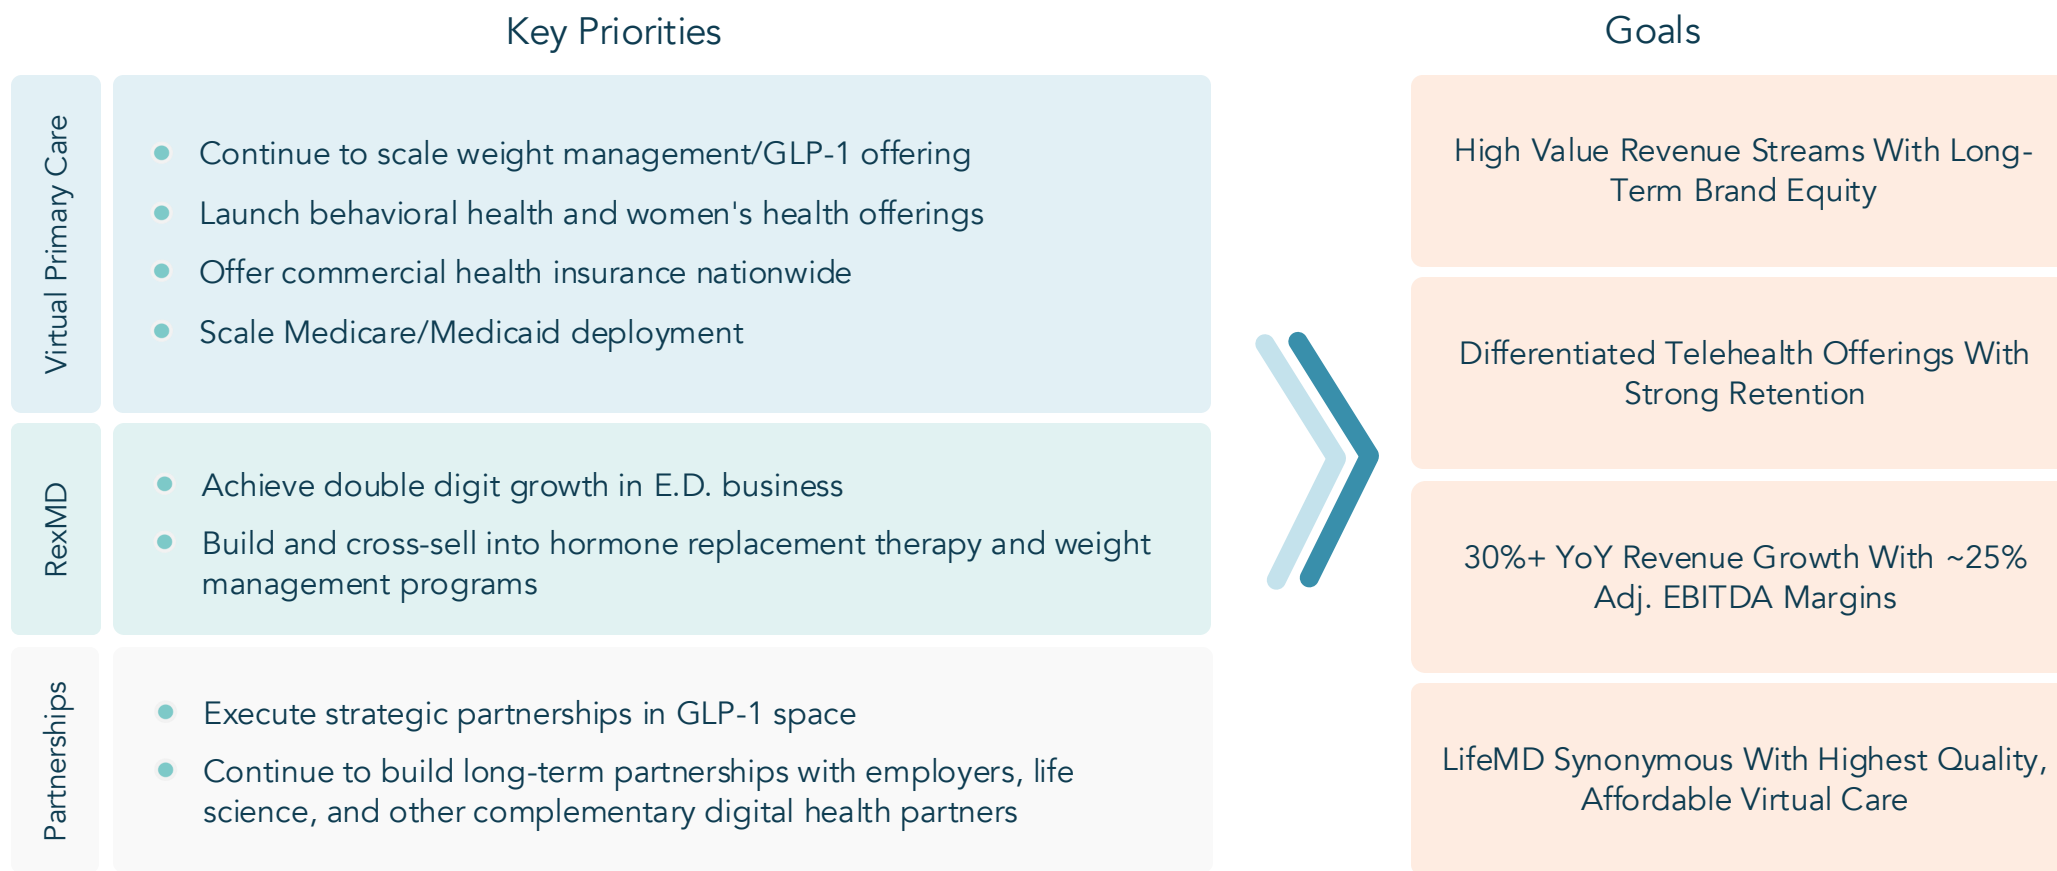 Key Priorities
Goals
Virtual Primary Care
Continue to scale weight management/GLP-1 offering
Launch behavioral health and women's health offerings
Offer commercial health insurance nationwide
Scale Medicare/Medicaid deployment
RexMD
Achieve double digit growth in E.D. business
Build and cross-sell into hormone replacement therapy and weight
management programs
Partnerships
Execute strategic partnerships in GLP-1 space
Continue to build long-term partnerships with employers, life
science, and other complementary digital health partners
High Value Revenue Streams With Long-
Term Brand Equity
Differentiated Telehealth Offerings With
Strong Retention
30%+ YoY Revenue Growth With ~25%
Adj. EBITDA Margins
LifeMD Synonymous With Highest Quality,
Affordable Virtual Care